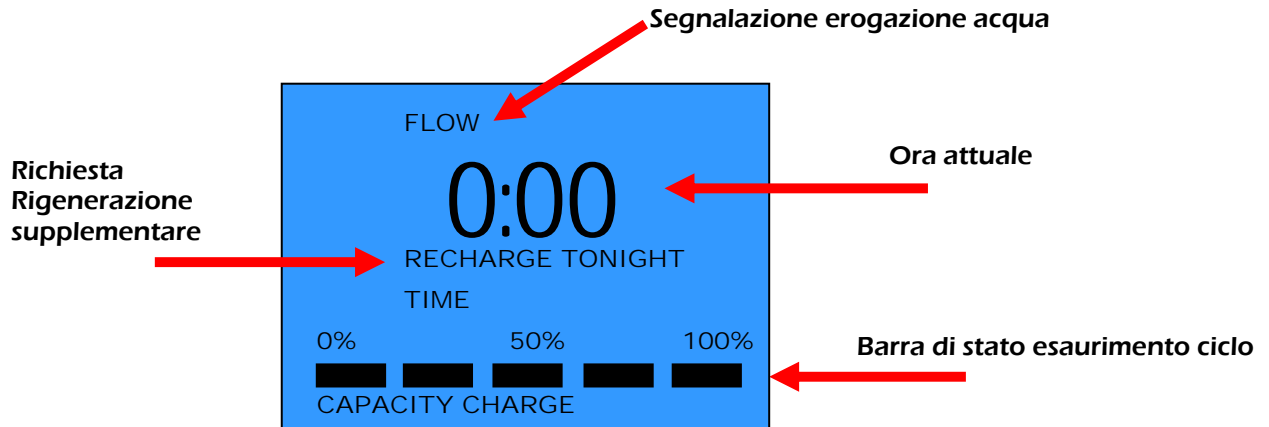 Segnalazione erogazione acqua
FLOW
Richiesta
Rigenerazione
supplementare
0:00
Ora attuale
RECHARGE TONIGHT
TIME
0% 50% 100%
Barra di stato esaurimento ciclo
CAPACITY CHARGE